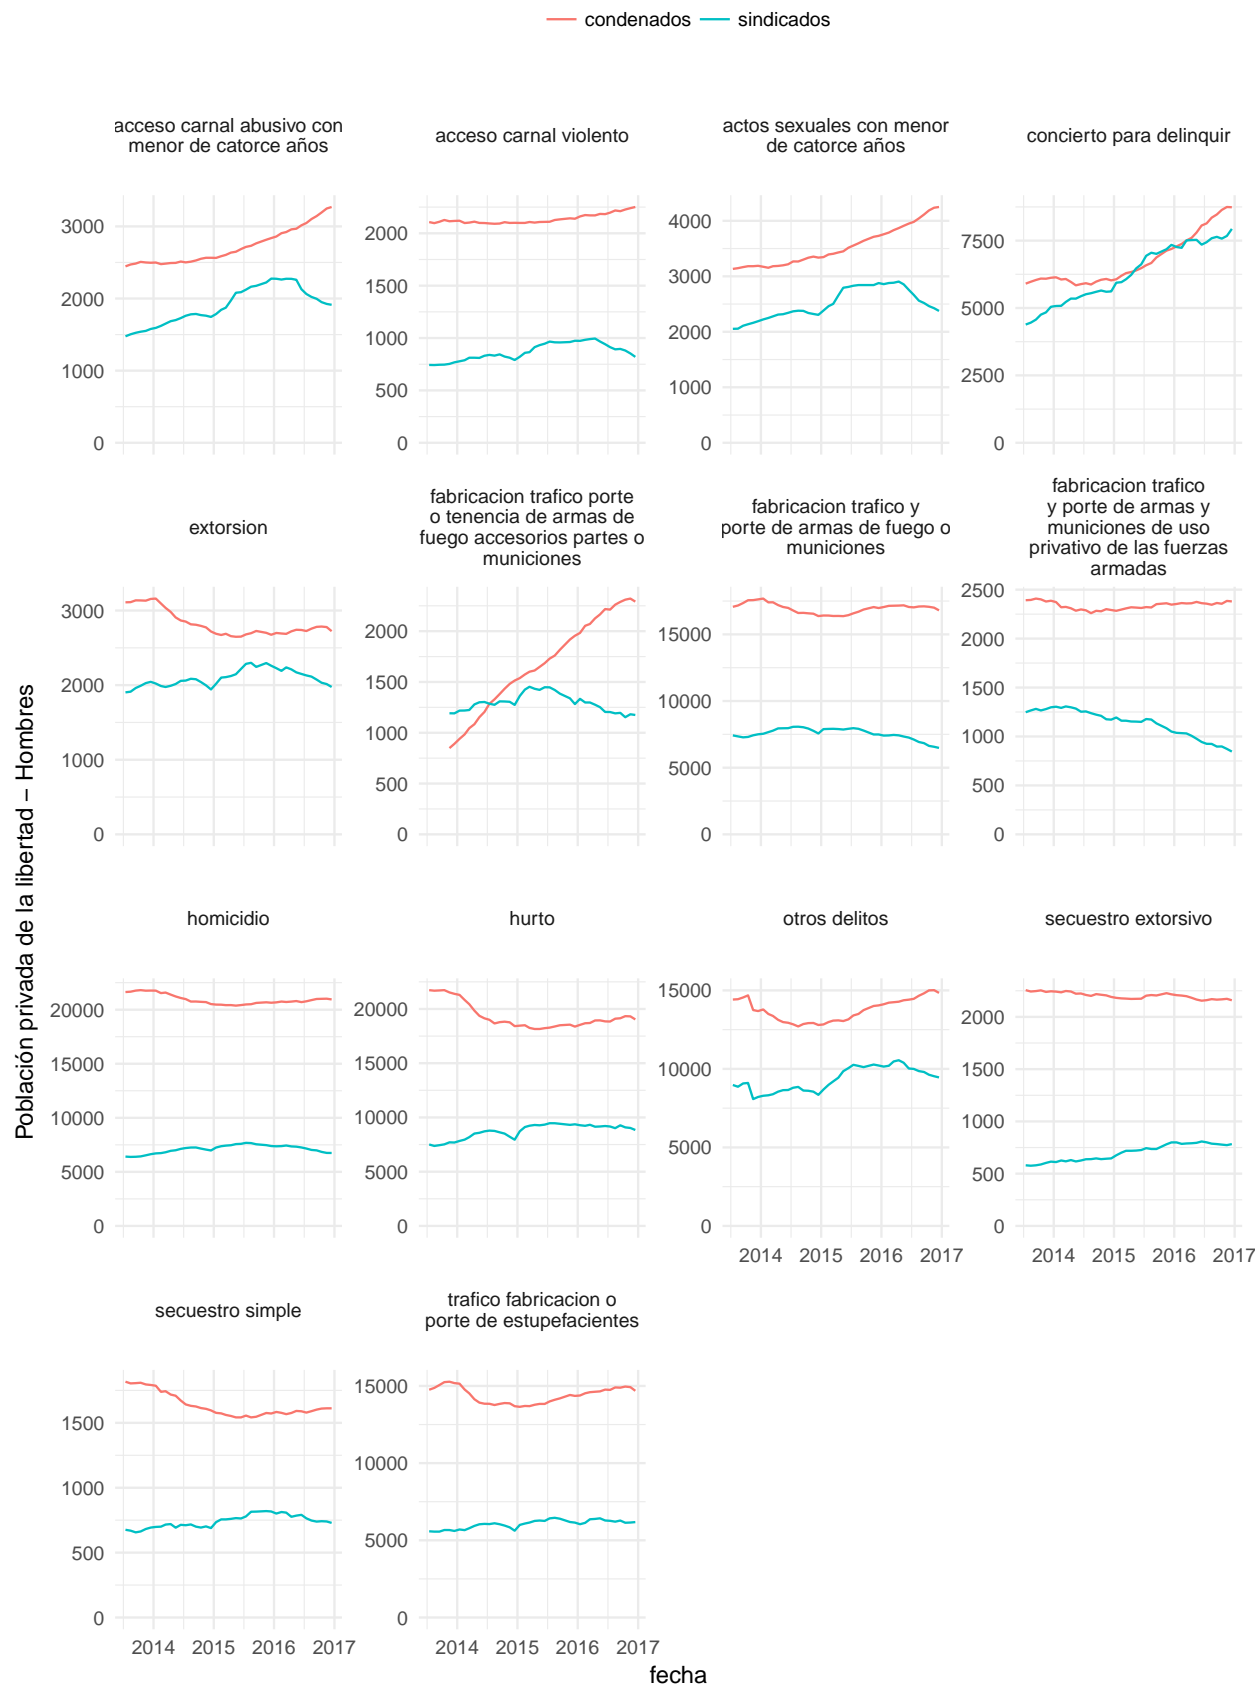 condenados sindicados
acceso carnal abusivo con
menor de catorce años
acceso carnal violento
actos sexuales con menor
de catorce años
concierto para delinquir
3000
2000
1000
0
2000
1500
1000
500
0
4000
3000
2000
1000
0
7500
5000
2500
0
extorsion
fabricacion trafico porte
o tenencia de armas de
fuego accesorios partes o
municiones
fabricacion trafico y
porte de armas de fuego o
municiones
fabricacion trafico
y porte de armas y
municiones de uso
privativo de las fuerzas
armadas
3000
2000
1000
0
2000
1500
1000
500
0
15000
10000
5000
0
2500
2000
1500
1000
500
0
Población privada de la libertad − Hombres
homicidio
hurto
otros delitos
secuestro extorsivo
20000
15000
10000
5000
0
20000
15000
10000
5000
0
15000
10000
5000
0
2014 2015 2016 2017
2000
1500
1000
500
0
2014 2015 2016 2017
secuestro simple
trafico fabricacion o
porte de estupefacientes
1500
1000
500
0
2014 2015 2016 2017
15000
10000
5000
0
2014 2015 2016 2017
fecha